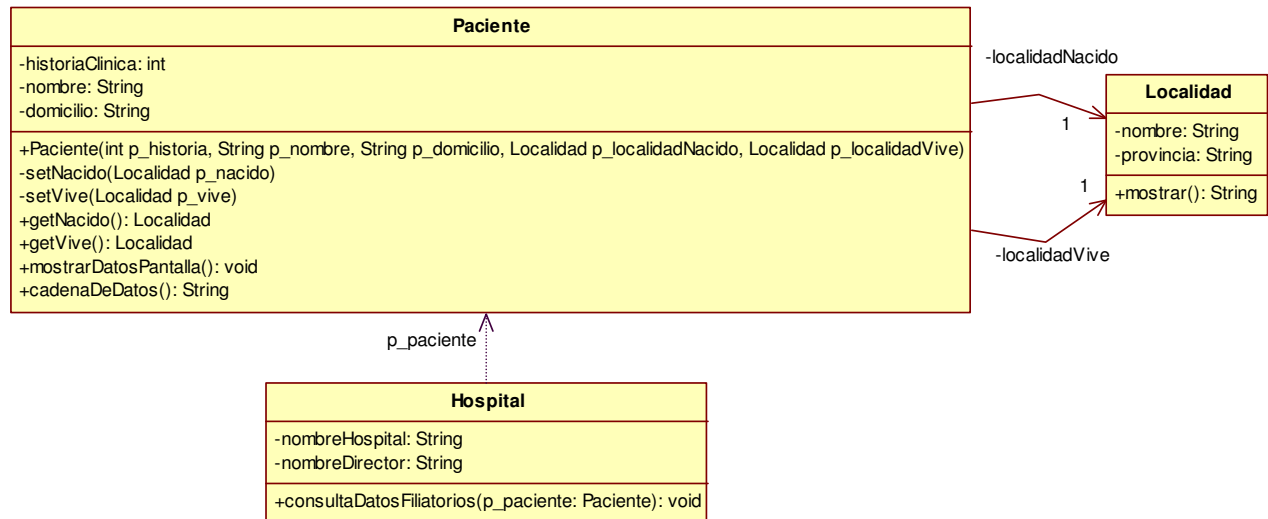 Paciente
-historiaClinica: int
-nombre: String
-domicilio: String
+Paciente(int p_historia, String p_nombre, String p_domicilio, Localidad p_localidadNacido, Localidad p_localidadVive)
-setNacido(Localidad p_nacido)
-setVive(Localidad p_vive)
+getNacido(): Localidad
+getVive(): Localidad
+mostrarDatosPantalla(): void
+cadenaDeDatos(): String
-localidadNacido
1
Localidad
-nombre: String
-provincia: String
+mostrar(): String
1
-localidadVive
p_paciente
Hospital
-nombreHospital: String
-nombreDirector: String
+consultaDatosFiliatorios(p_paciente: Paciente): void